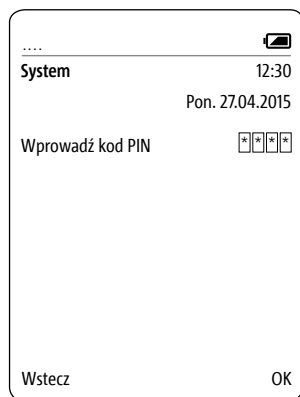 ....
System 12:30
Pon. 27.04.2015
Wprowadź kod PIN ****
Wstecz OK